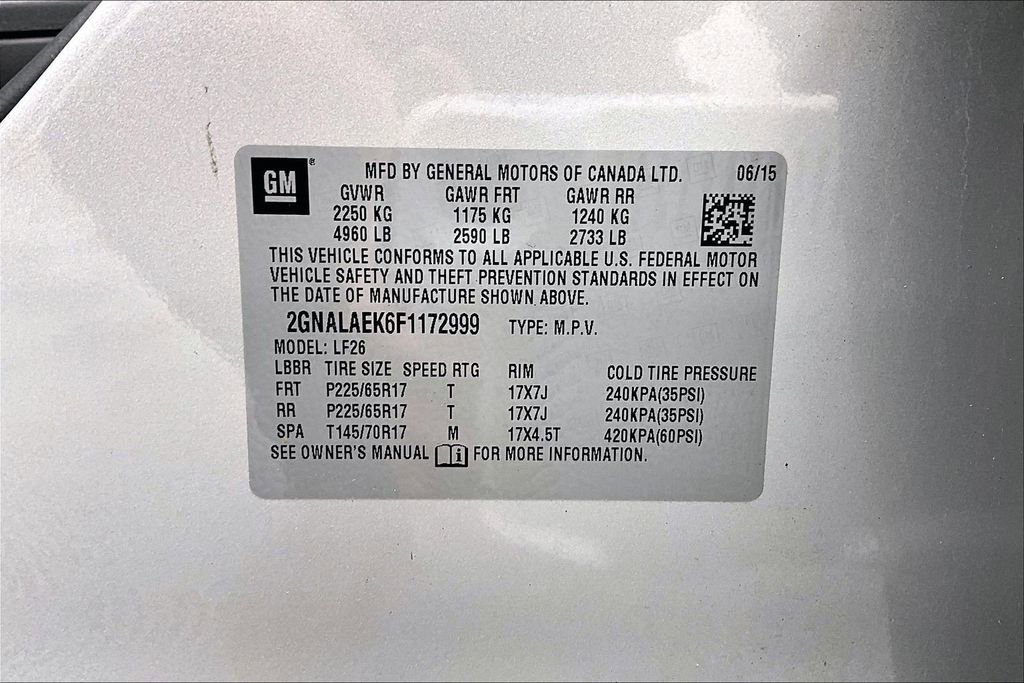 GM ® MFD BY GENERAL MOTORS OF CANADA LTD. 06/15
GVWR GAWR FRT GAWR RR
2250 KG 1175 KG 1240 KG
4960 LB 2590 LB 2733 LB
THIS VEHICLE CONFORMS TO ALL APPLICABLE U.S. FEDERAL MOTOR
VEHICLE SAFETY AND THEFT PREVENTION STANDARDS IN EFFECT ON
THE DATE OF MANUFACTURE SHOWN ABOVE.
2GNALAEK6F1172999 TYPE: M.P.V.
MODEL: LF26
LBBR TIRE SIZE SPEED RTG RIM COLD TIRE PRESSURE
FRT P225/65R17 T 17X7J 240KPA(35PSI)
RR P225/65R17 T 17X7J 240KPA(35PSI)
SPA T145/70R17 M 17X4.5T 420KPA(60PSI)
SEE OWNER'S MANUAL i FOR MORE INFORMATION.